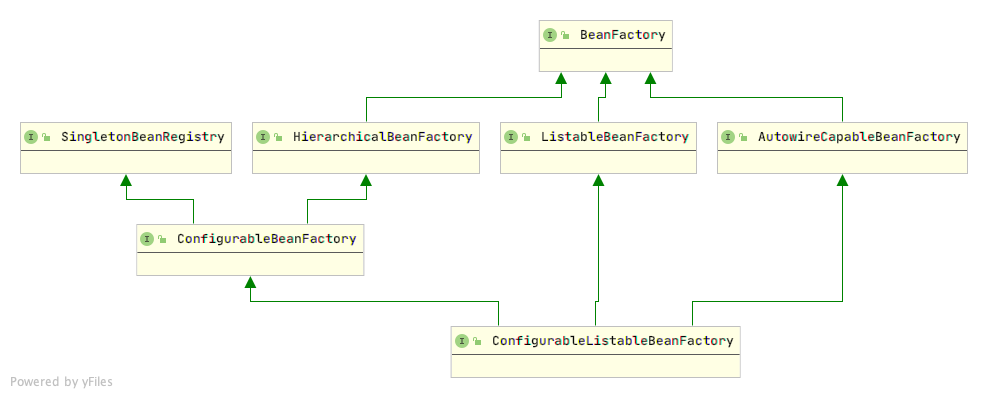 BeanFactory
SingletonBeanRegistry
HierarchicalBeanFactory
ListableBeanFactory
AutowireCapableBeanFactory
ConfigurableBeanFactory
ConfigurableListableBeanFactory
Powered by yFiles